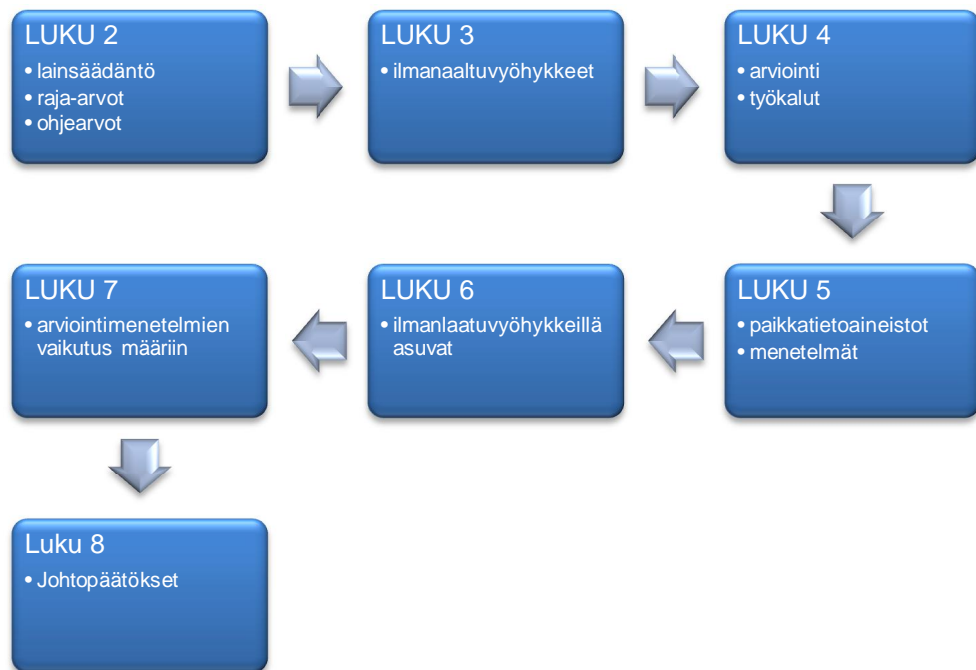 LUKU 2
• lainsäädäntö
• raja-arvot
• ohjearvot
LUKU 3
• ilmanaaltuvyöhykkeet
LUKU 4
• arviointi
• työkalut
LUKU 5
• paikkatietoaineistot
• menetelmät
LUKU 6
• ilmanlaatuvyöhykkeillä
asuvat
LUKU 7
• arviointimenetelmien
vaikutus määriin
Luku 8
• Johtopäätökset